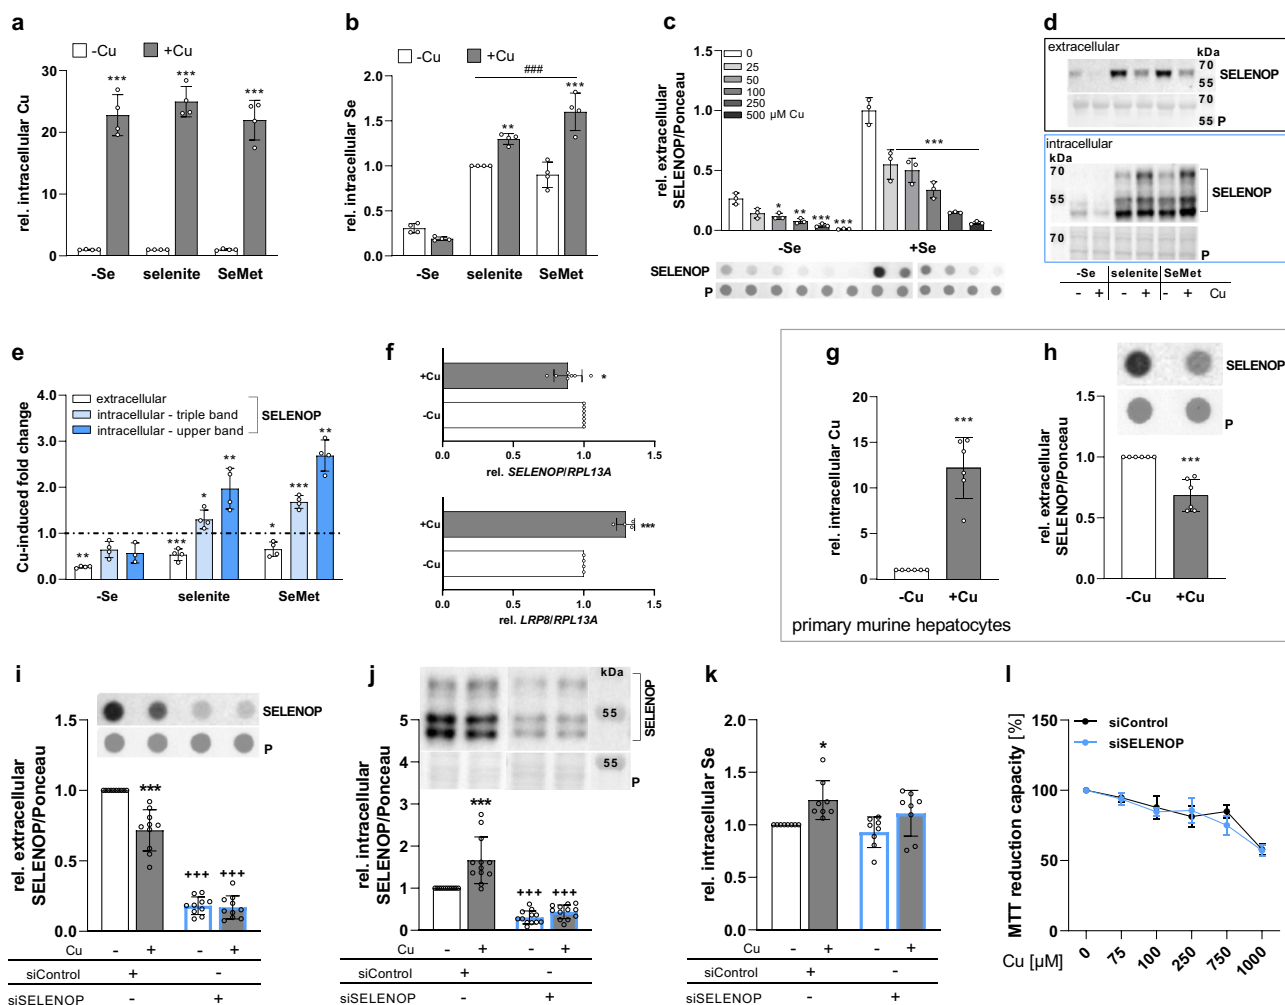 a
-Cu +Cu
rel. intracellular Cu
30
20
10
0
*** *** ***
-Se selenite SeMet
b
-Cu +Cu
rel. intracellular Se
2.0
1.5
1.0
0.5
0.0
###
** ***
-Se selenite SeMet
c
rel. extracellular
SELENOP/Ponceau
1.5
1.0
0.5
0.0
0
25
50
100
250
500 µM Cu
* ** *** ***
***
-Se +Se
SELENOP
P
d
extracellular
kDa
70
55
SELENOP
70
55 P
intracellular
kDa
70
55
SELENOP
70
P
-Se selenite SeMet
- + - + - + Cu
e
Cu-induced fold change
4.0
3.0
2.0
1.0
0.0
extracellular
intracellular - triple band
intracellular - upper band
SELENOP
** *** * ** * *** **
-Se selenite SeMet
f
+Cu
*
-Cu
0.0 0.5 1.0 1.5
rel. SELENOP/RPL13A
+Cu
***
-Cu
0.0 0.5 1.0 1.5
rel. LRP8/RPL13A
g
rel. intracellular Cu
20
15
10
5
0
***
-Cu +Cu
primary murine hepatocytes
h
SELENOP
P
rel. extracellular
SELENOP/Ponceau
1.5
1.0
0.5
0.0
***
-Cu +Cu
i
SELENOP
P
rel. extracellular
SELENOP/Ponceau
1.5
1.0
0.5
0.0
***
+++ +++
Cu - + - +
siControl + -
siSELENOP - +
j
kDa
55
SELENOP
55
P
rel. intracellular
SELENOP/Ponceau
5
4
3
2
1
0
***
+++ +++
Cu - + - +
siControl + -
siSELENOP - +
k
rel. intracellular Se
2.0
1.5
1.0
0.5
0.0
*
Cu - + - +
siControl + -
siSELENOP - +
l
MTT reduction capacity [%]
150
100
50
0
siControl
siSELENOP
Cu [µM] 0 75 100 250 750 1000